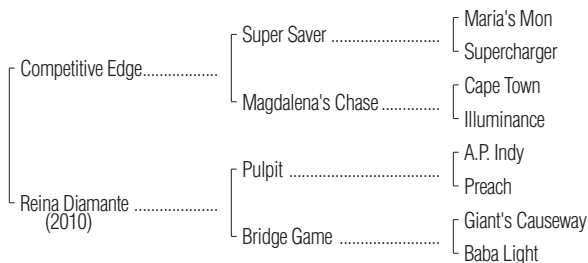 Maria's Mon
Super Saver ........................................
Supercharger
Competitive Edge...................
Cape Town
Magdalena's Chase ....................
Illuminance
A.P. Indy
Pulpit ..................................................
Preach
Reina Diamante ......................
(2010)
Giant's Causeway
Bridge Game ....................................
Baba Light